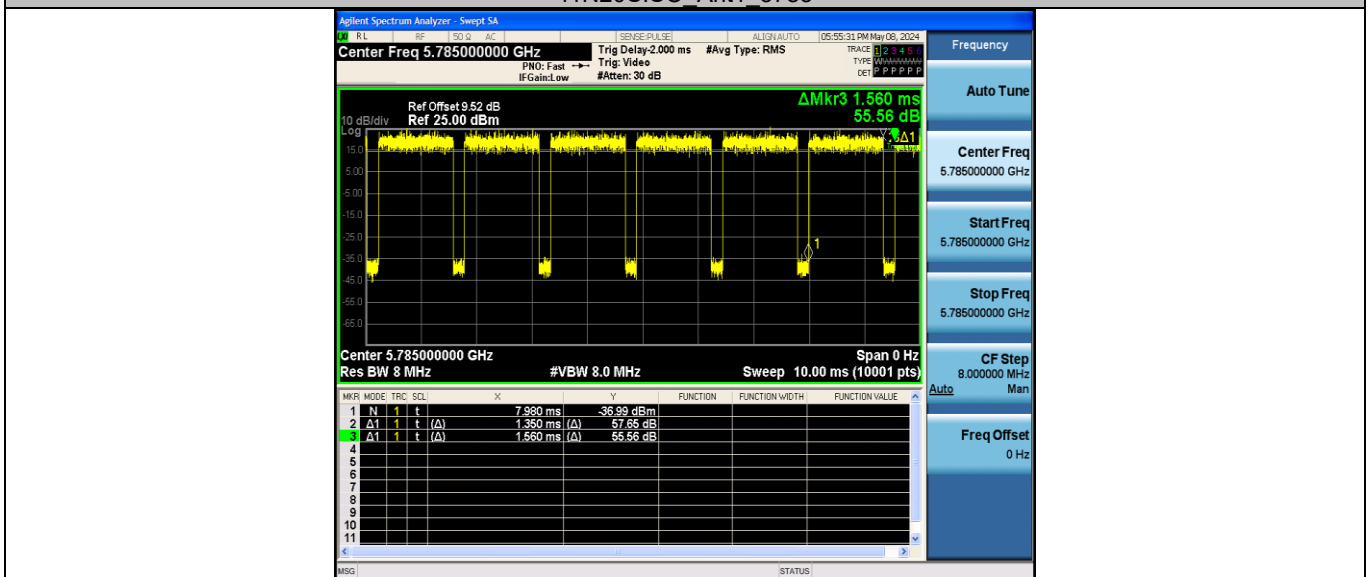 Agilent Spectrum Analyzer - Swept SA
RL RF 50 Ω AC SENSE:PULSE ALIGN AUTO 05:55:31 PM May 08, 2024
Center Freq 5.785000000 GHz
PNO: Fast
IFGain:Low
Trig Delay-2.000 ms
Trig: Video
#Atten: 30 dB
#Avg Type: RMS
TRACE 1 2 3 4 5 6
TYPE
DET P P P P P P
Ref Offset 9.52 dB
10 dB/div Ref 25.00 dBm
Log
ΔMkr3 1.560 ms
55.56 dB
15.0
5.00
-5.00
-15.0
-25.0
-35.0
-45.0
-55.0
-65.0
1
Center 5.785000000 GHz Span 0 Hz
Res BW 8 MHz #VBW 8.0 MHz Sweep 10.00 ms (10001 pts)
MKR MODE TRC SCL X Y FUNCTION FUNCTION WIDTH FUNCTION VALUE
1 N 1 t 7.980 ms -36.99 dBm
2 Δ1 1 t (Δ) 1.350 ms (Δ) 57.65 dB
3 Δ1 1 t (Δ) 1.560 ms (Δ) 55.56 dB
4
5
6
7
8
9
10
11
MSG STATUS
Frequency
Auto Tune
Center Freq
5.785000000 GHz
Start Freq
5.785000000 GHz
Stop Freq
5.785000000 GHz
CF Step
8.000000 MHz
Auto Man
Freq Offset
0 Hz